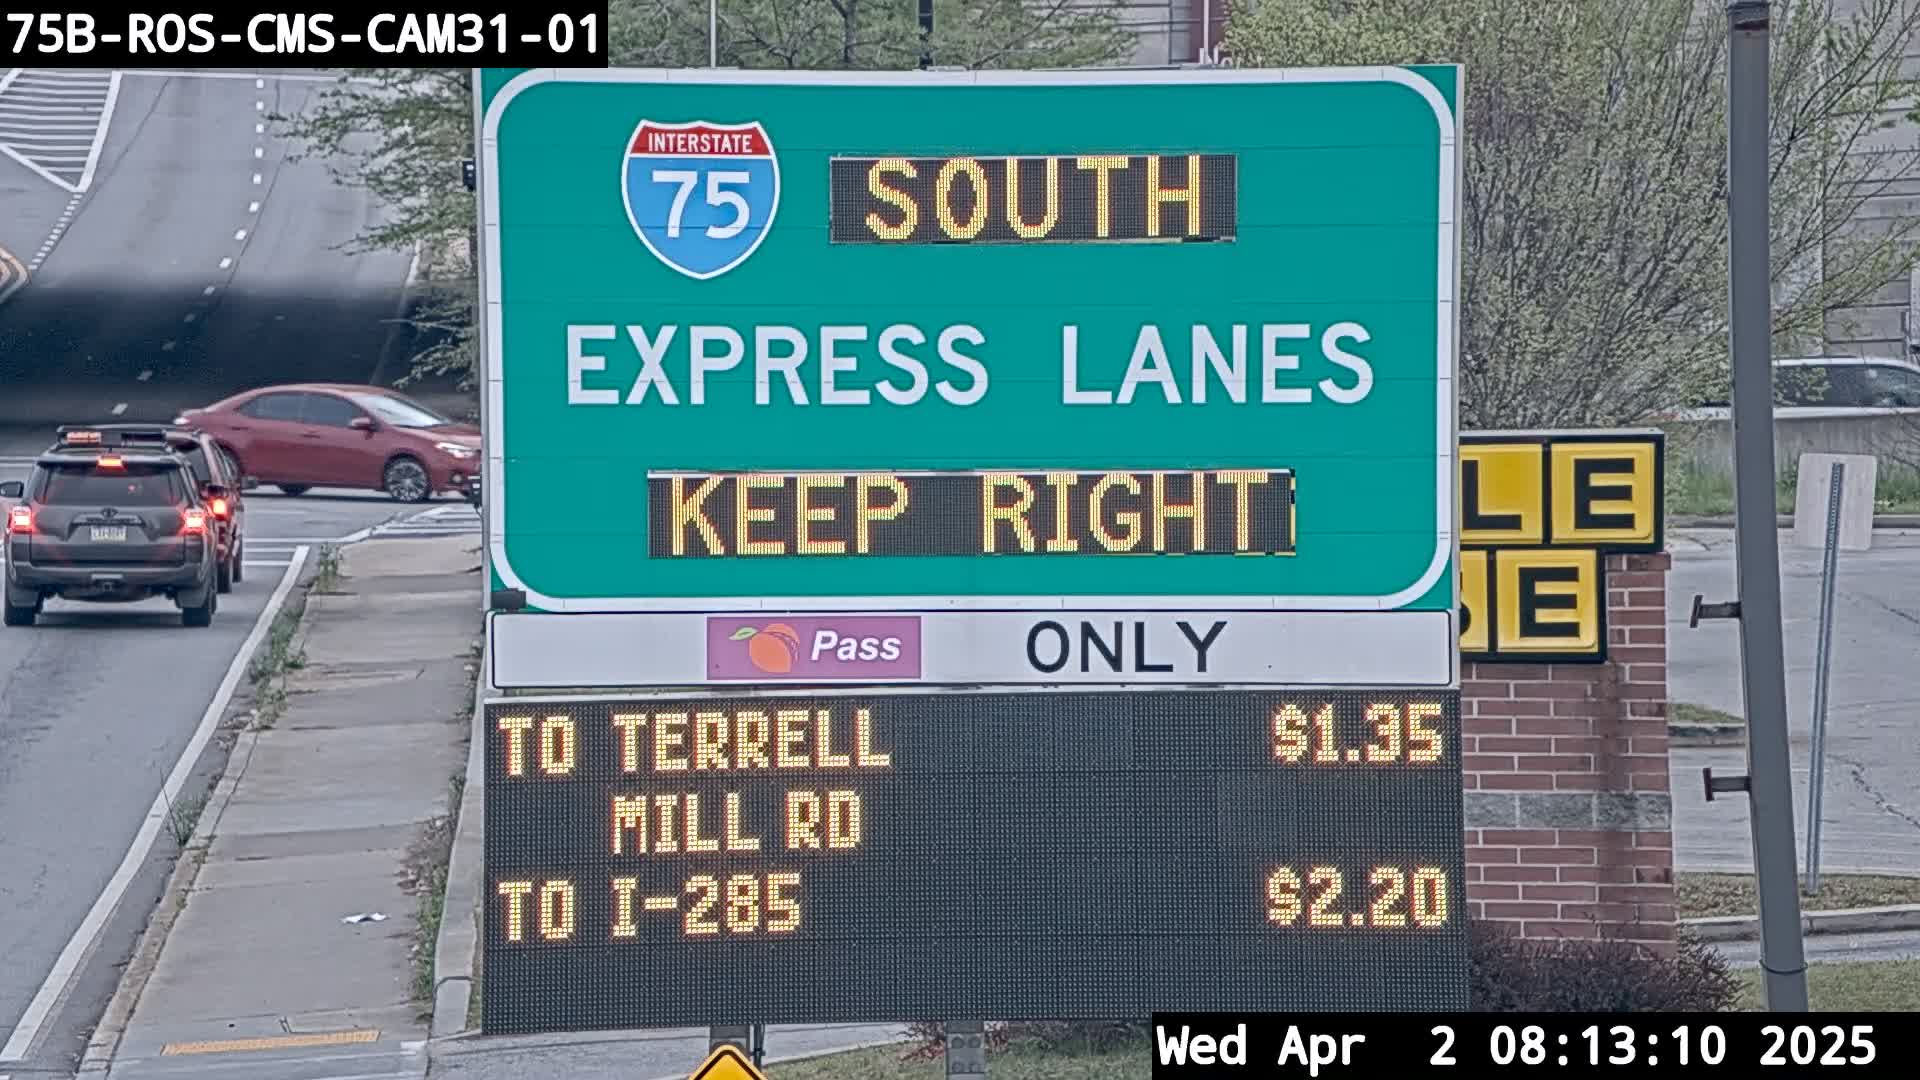 75B-ROS-CMS-CAM31-01
INTERSTATE
75
SOUTH
EXPRESS LANES
KEEP RIGHT
LE
E
Pass ONLY
TO TERRELL $1.35
MILL RD
TO I-285 $2.20
Wed Apr 2 08:13:10 2025